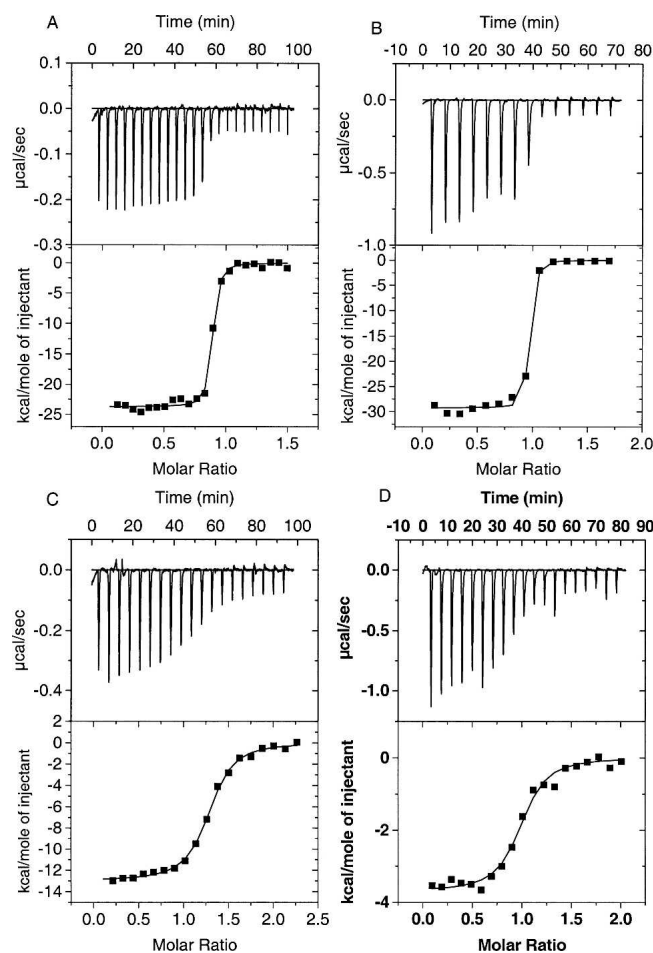 A
Time (min)
0 20 40 60 80 100
0.1
0.0
-0.1
-0.2
-0.3
µcal/sec
0
-5
-10
-15
-20
-25
kcal/mole of injectant
0.0 0.5 1.0 1.5
Molar Ratio
B
Time (min)
-10 0 10 20 30 40 50 60 70 80
0.0
-0.5
-1.0
µcal/sec
0
-5
-10
-15
-20
-25
-30
kcal/mole of injectant
0.0 0.5 1.0 1.5 2.0
Molar Ratio
C
Time (min)
0 20 40 60 80 100
0.0
-0.2
-0.4
2
µcal/sec
0
-2
-4
-6
-8
-10
-12
-14
kcal/mole of injectant
0.0 0.5 1.0 1.5 2.0 2.5
Molar Ratio
D
Time (min)
-10 0 10 20 30 40 50 60 70 80 90
0.0
-0.5
-1.0
µcal/sec
0
-2
-4
kcal/mole of injectant
0.0 0.5 1.0 1.5 2.0
Molar Ratio